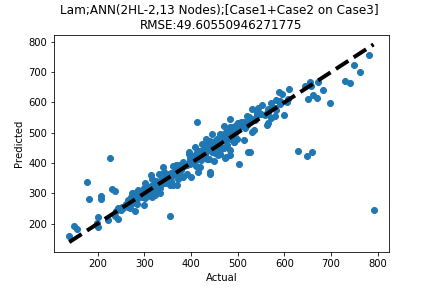 Lam;ANN(2HL-2,13 Nodes);[Case1+Case2 on Case3]
RMSE:49.60550946271775
800
700
600
500
400
300
200
Predicted
200 300 400 500 600 700 800
Actual